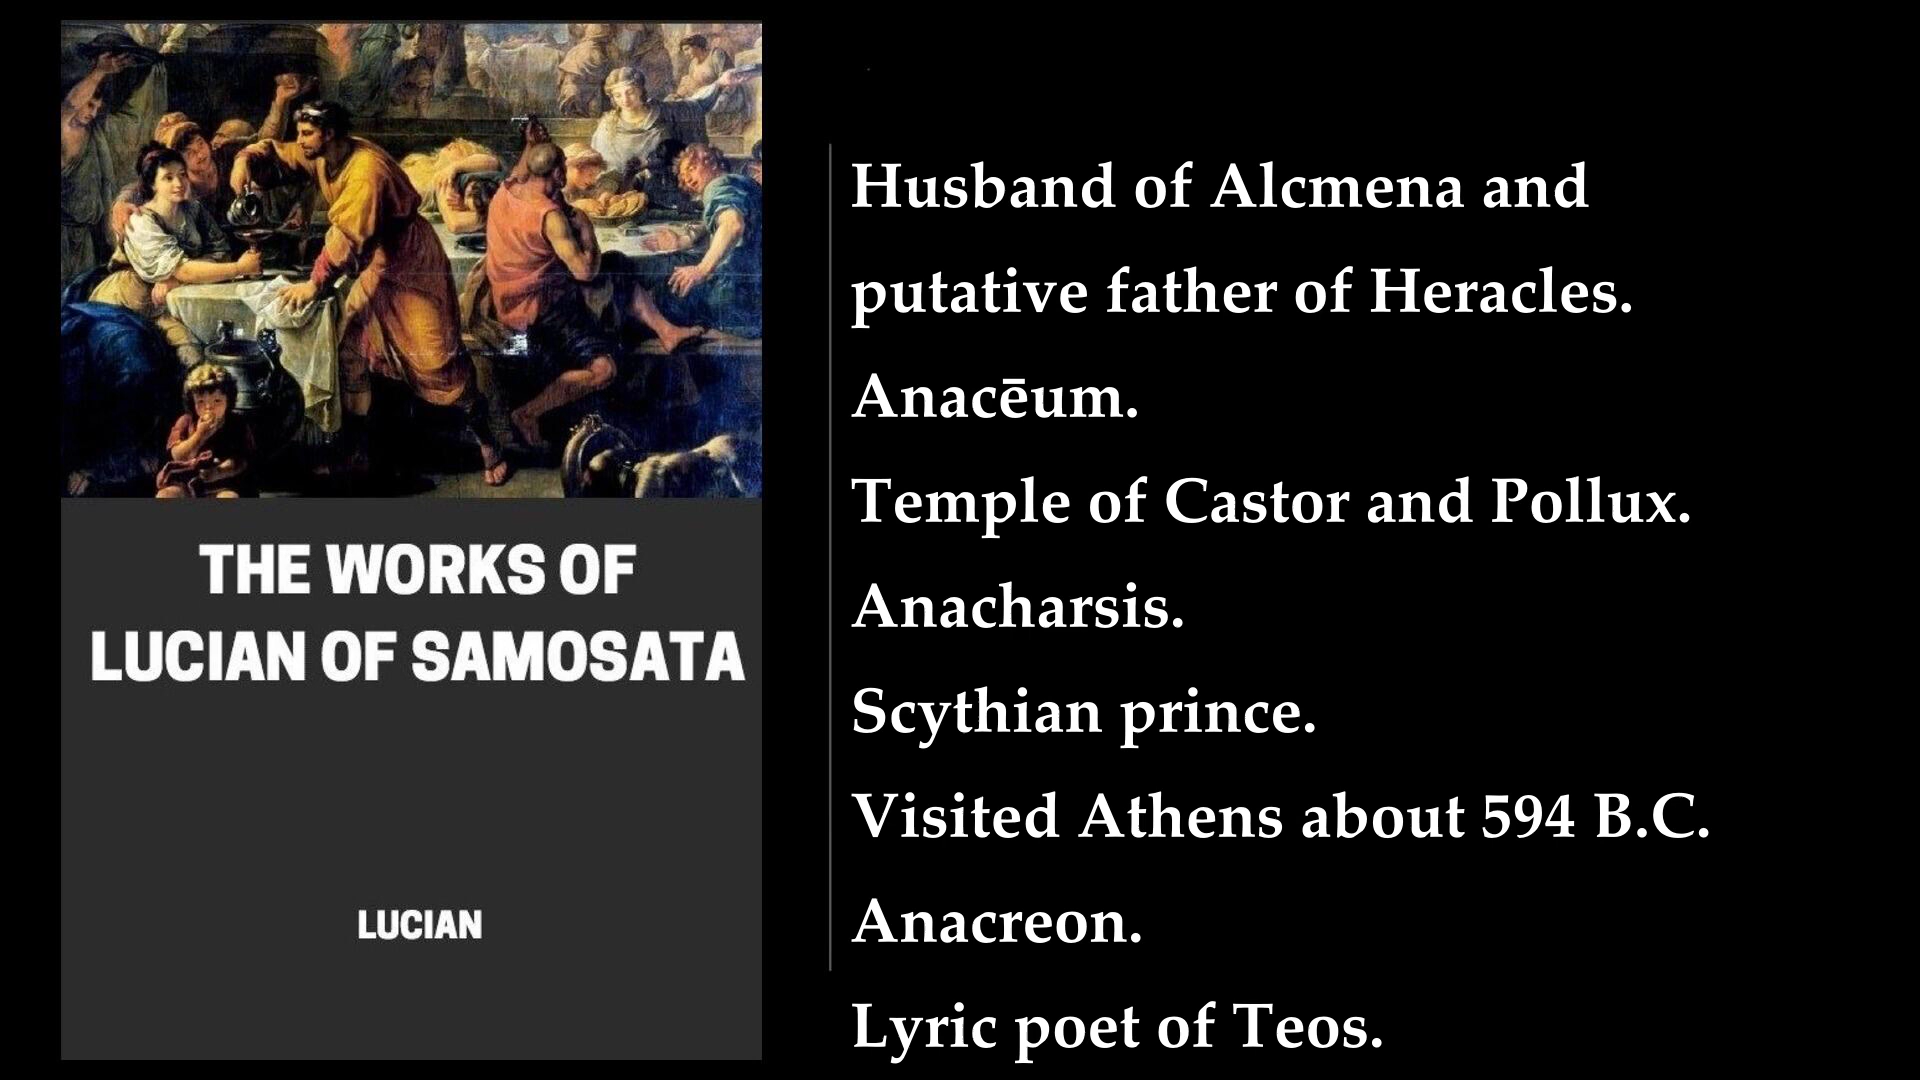 THE WORKS OF
LUCIAN OF SAMOSATA
LUCIAN
Husband of Alcmena and
putative father of Heracles.
Anacēum.
Temple of Castor and Pollux.
Anacharsis.
Scythian prince.
Visited Athens about 594 B.C.
Anacreon.
Lyric poet of Teos.